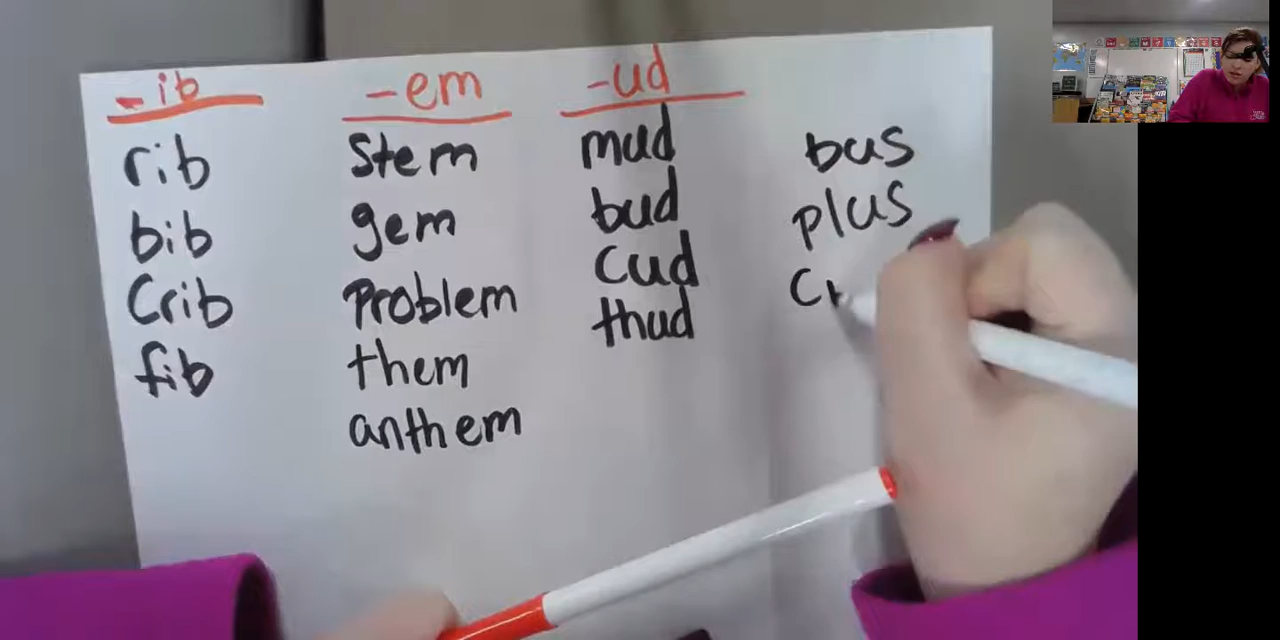 -ib
rib
bib
Crib
fib
-em
Stem
gem
Problem
them
anthem
-ud
mud
bud
Cud
thud
bus
plus